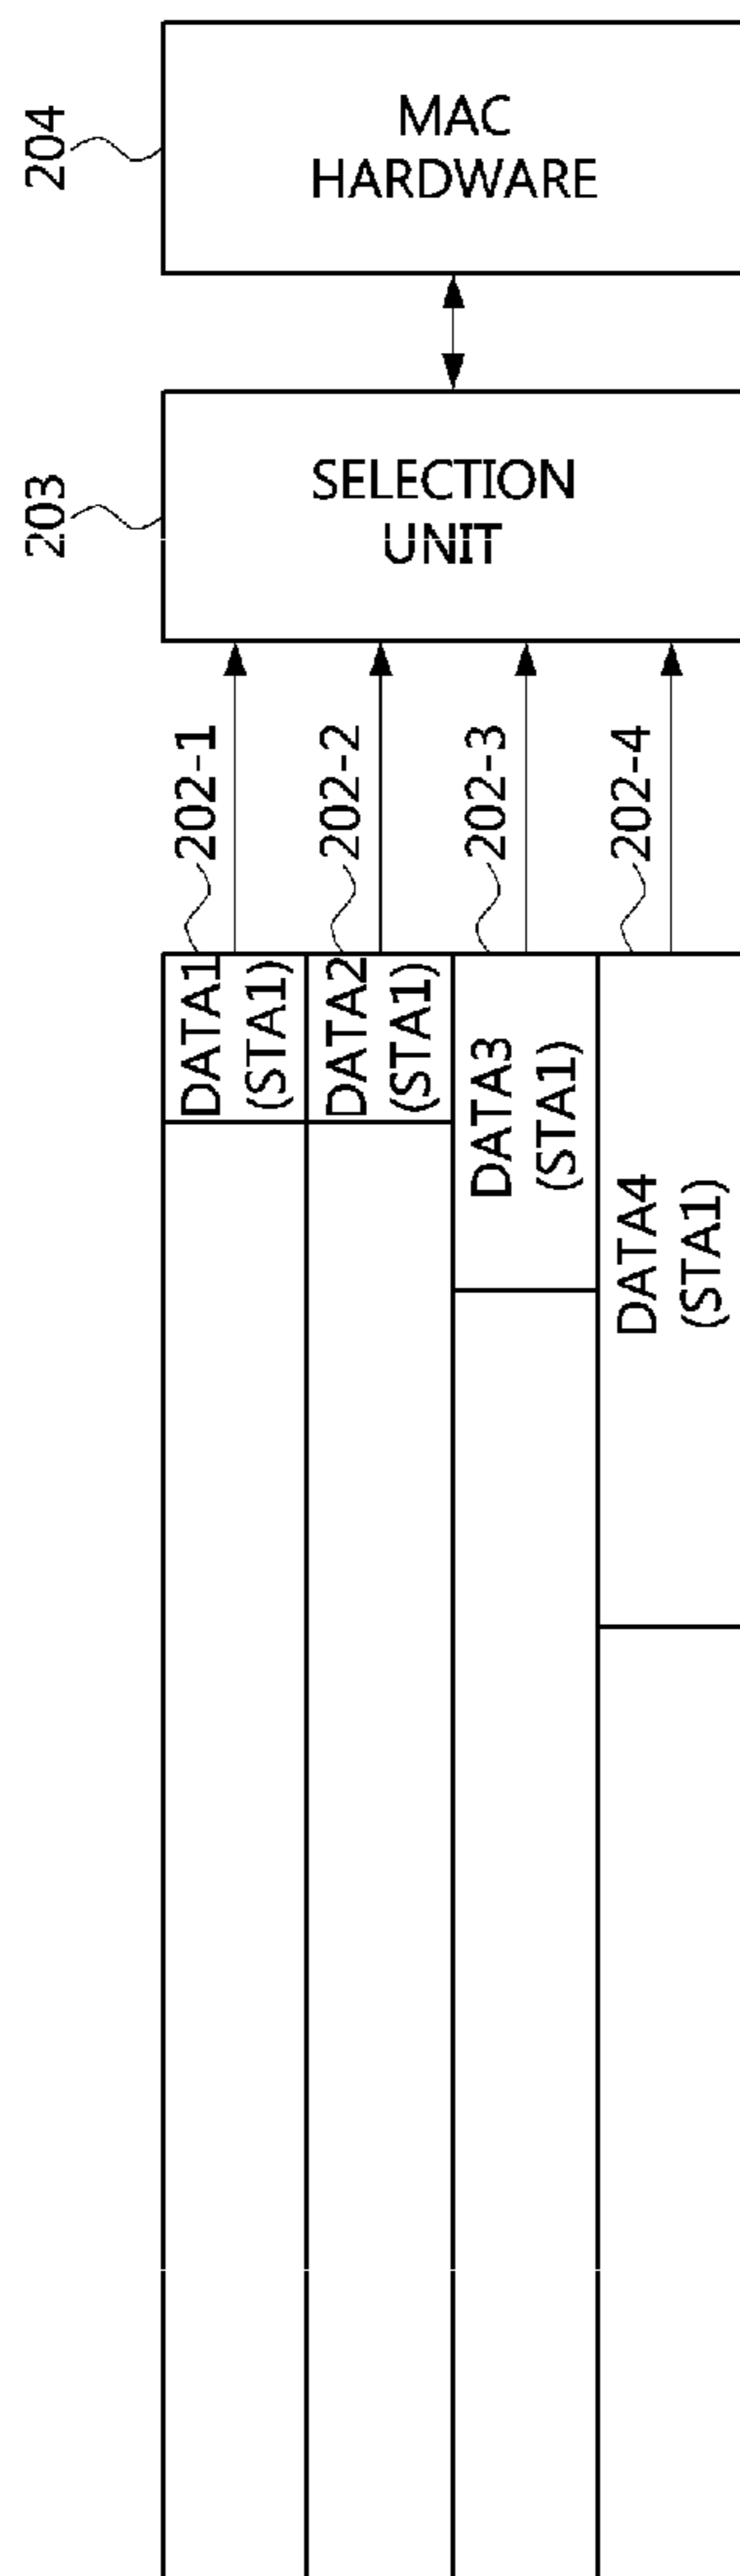 204
MAC
HARDWARE
203
SELECTION
UNIT
202-1
202-2
202-3
202-4
DATA1
(STA1)
DATA2
(STA1)
DATA3
(STA1)
DATA4
(STA1)